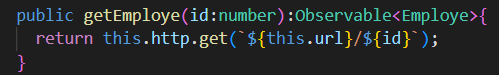 public getEmploye(id:number):Observable<Employe>{
return this.http.get(`${this.url}/${id}`);
}